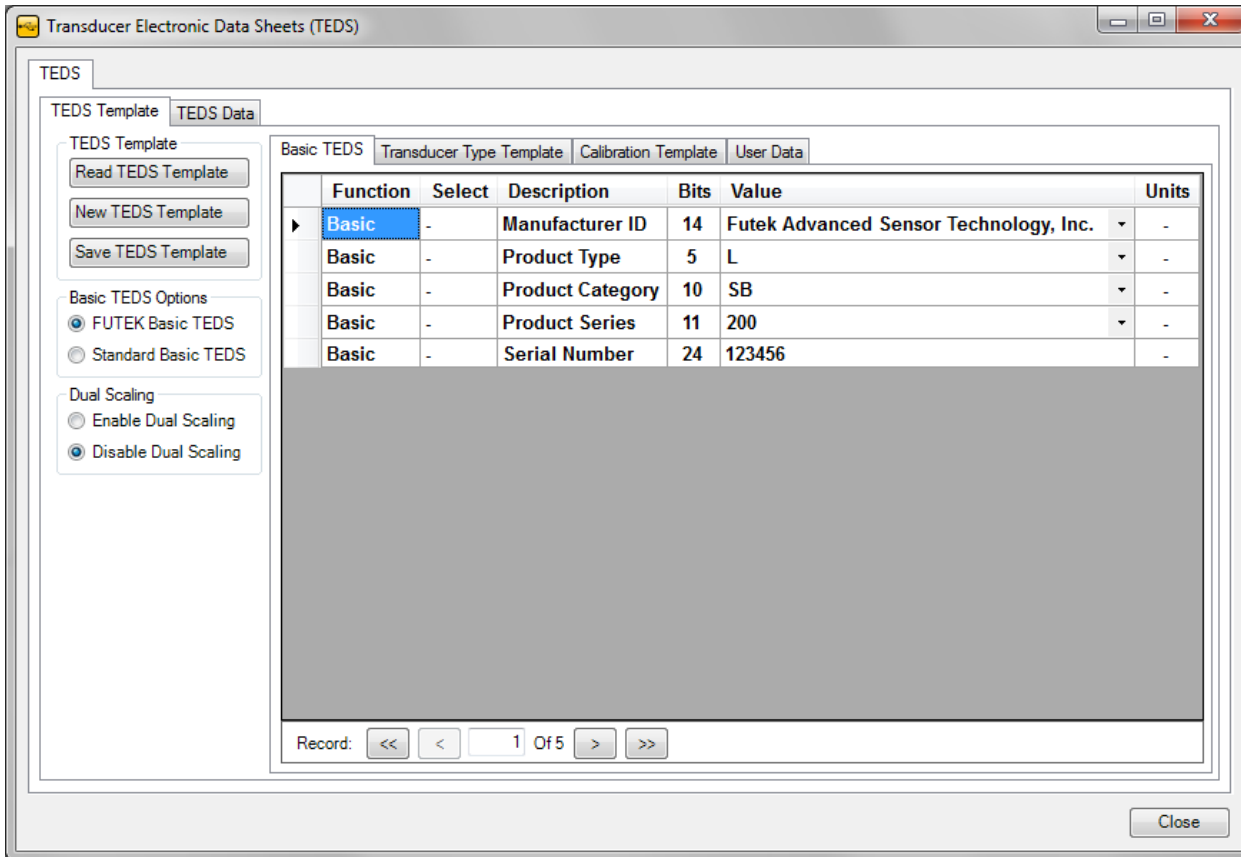 Transducer Electronic Data Sheets (TEDS)
TEDS
TEDS Template TEDS Data
TEDS Template
Read TEDS Template
New TEDS Template
Save TEDS Template
Basic TEDS Options
FUTEK Basic TEDS
Standard Basic TEDS
Dual Scaling
Enable Dual Scaling
Disable Dual Scaling
Basic TEDS Transducer Type Template Calibration Template User Data
Function Select Description Bits Value Units
Basic - Manufacturer ID 14 Futek Advanced Sensor Technology, Inc. -
Basic - Product Type 5 L -
Basic - Product Category 10 SB -
Basic - Product Series 11 200 -
Basic - Serial Number 24 123456 -
Record: << < 1 Of 5 > >>
Close